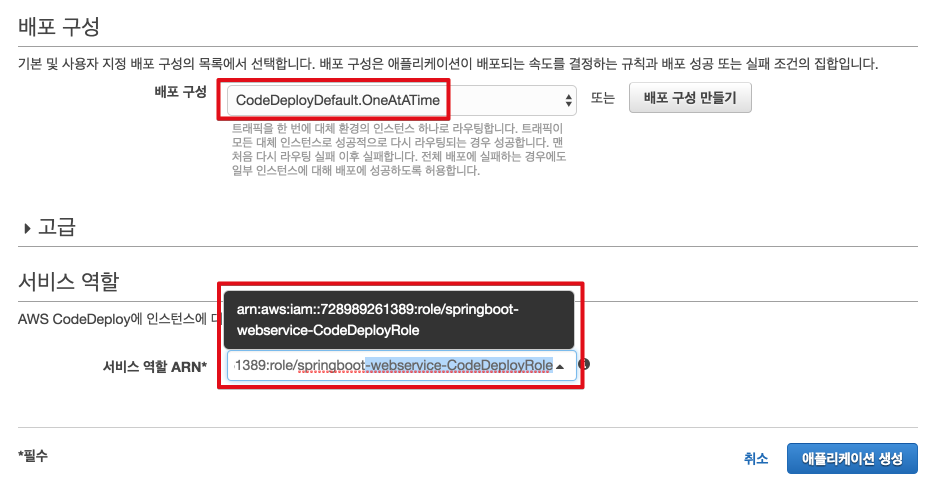 배포 구성
기본 및 사용자 지정 배포 구성의 목록에서 선택합니다. 배포 구성은 애플리케이션이 배포되는 속도를 결정하는 규칙과 배포 성공 또는 실패 조건의 집합입니다.
배포 구성 CodeDeployDefault.OneAtATime 또는 배포 구성 만들기
트래픽을 한 번에 대체 환경의 인스턴스 하나로 라우팅합니다. 트래픽이
모든 대체 인스턴스로 성공적으로 다시 라우팅되는 경우 성공합니다. 맨
처음 다시 라우팅 실패 이후 실패합니다. 전체 배포에 실패하는 경우에도
일부 인스턴스에 대해 배포에 성공하도록 허용합니다.
고급
서비스 역할
arn:aws:iam::728989261389:role/springboot-
webservice-CodeDeployRole
AWS CodeDeploy에 인스턴스에
서비스 역할 ARN* 1389:role/springboot-webservice-CodeDeployRole
*필수
취소 애플리케이션 생성